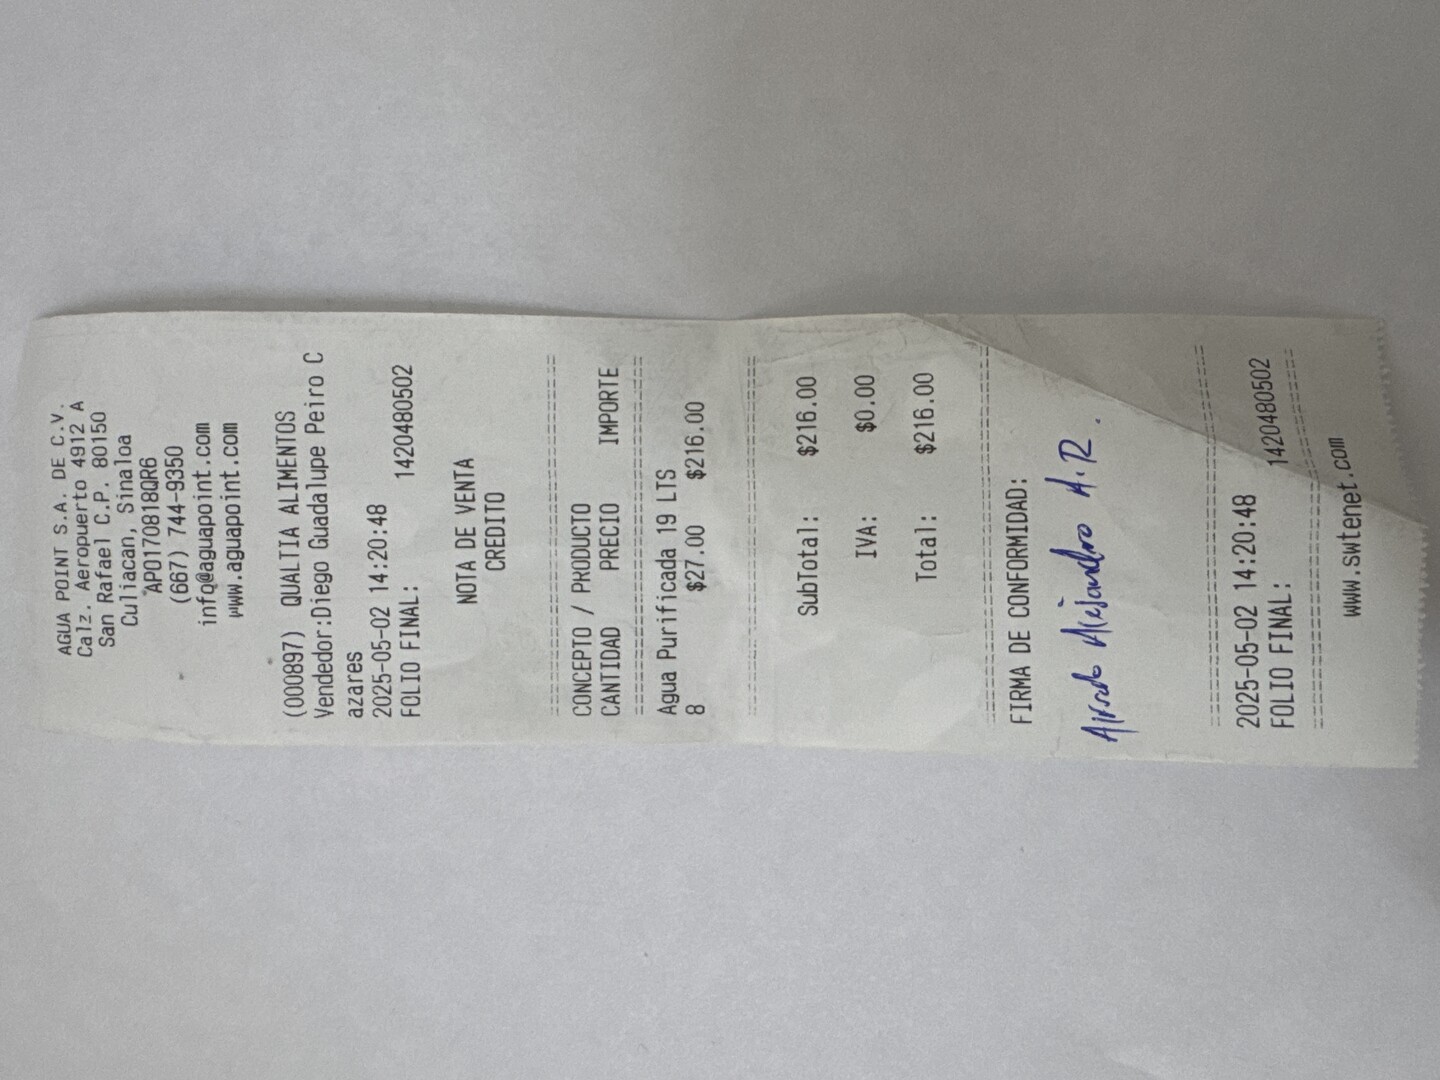 AGUA POINT S.A. DE C.V.
Calz. Aeropuerto 4912 A
San Rafael C.P. 80150
Culiacan, Sinaloa
APO170818QR6
(667) 744-9350
info@aguapoint.com
www.aguapoint.com
(000897) QUALTIA ALIMENTOS
Vendedor:Diego Guadalupe Peiro C
azares
2025-05-02 14:20:48
FOLIO FINAL: 1420480502
NOTA DE VENTA
CREDITO
CONCEPTO / PRODUCTO
CANTIDAD PRECIO IMPORTE
Agua Purificada 19 LTS
8 $27.00 $216.00
SubTotal: $216.00
IVA: $0.00
Total: $216.00
FIRMA DE CONFORMIDAD:
Alejandro A.R.
2025-05-02 14:20:48
FOLIO FINAL: 1420480502
www.swtenet.com